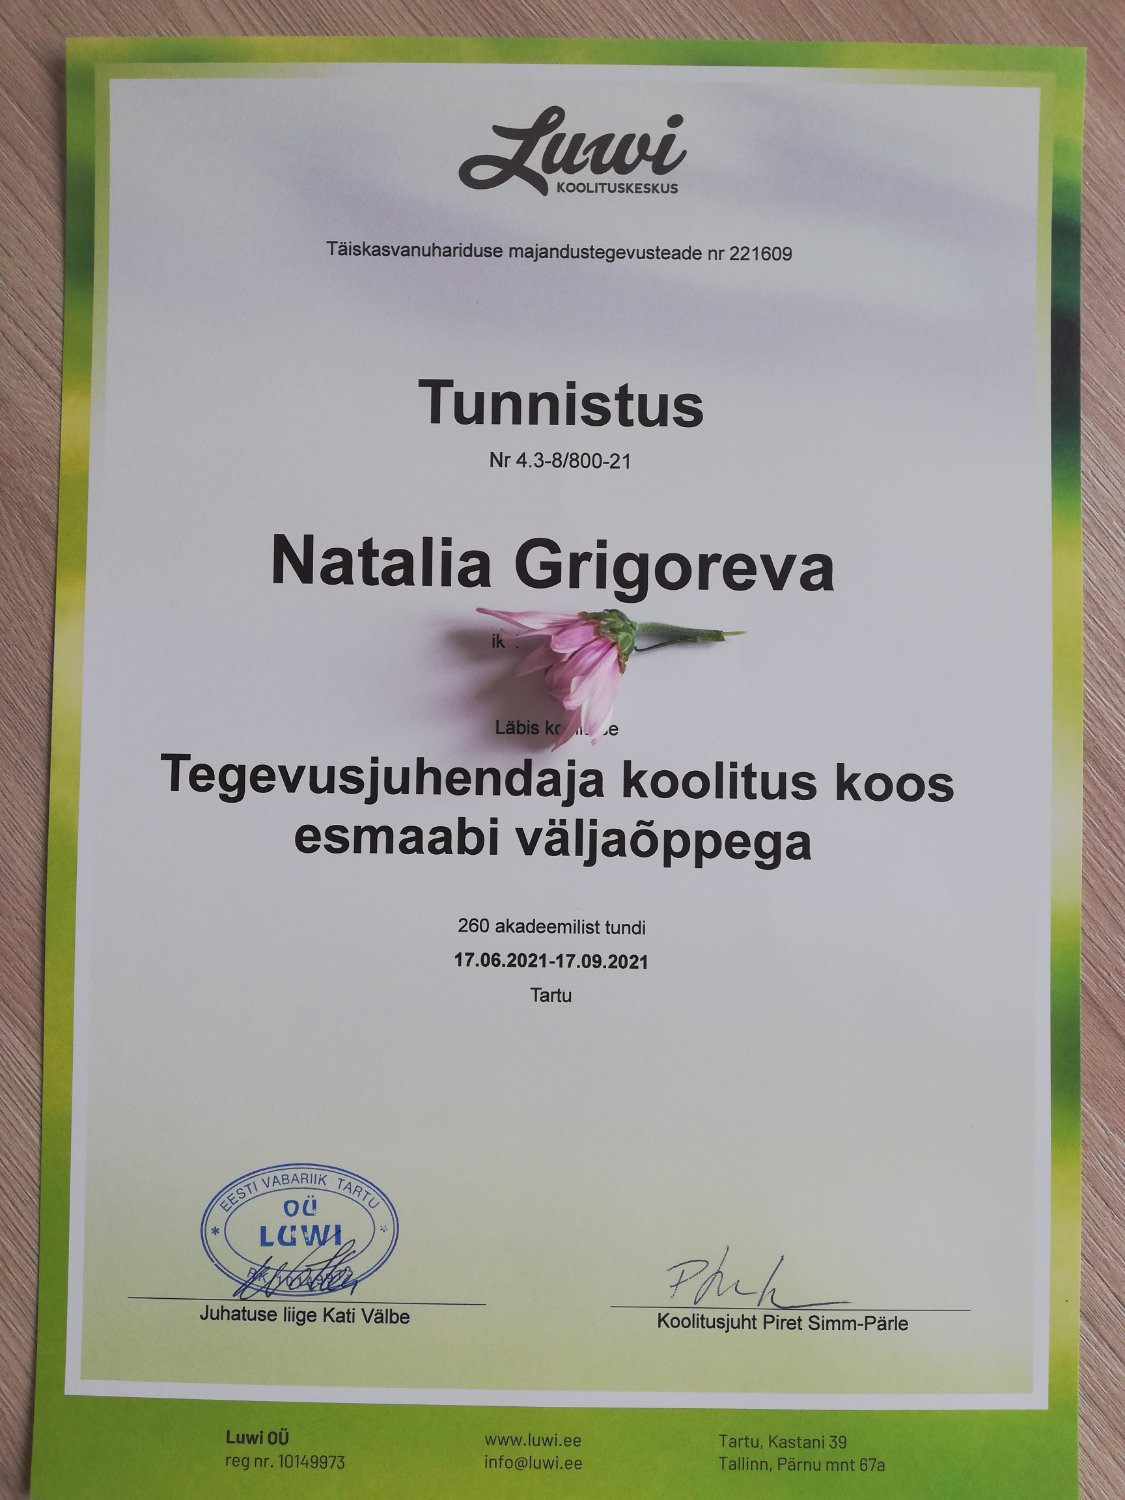 Luwi
KOOLITUSKESKUS
Täiskasvanuhariduse majandustegevusteade nr 221609
Tunnistus
Nr 4.3-8/800-21
Natalia Grigoreva
ik
Läbis
Tegevusjuhendaja koolitus koos
esmaabi väljaõppega
260 akadeemilist tundi
17.06.2021-17.09.2021
Tartu
EESTI VABARIIK TARTU
OÜ
LUWI
Juhatuse liige Kati Välbe
Koolitusjuht Piret Simm-Pärle
Luwi OÜ
reg nr. 10149973
www.luwi.ee
info@luwi.ee
Tartu, Kastani 39
Tallinn, Pärnu mnt 67a